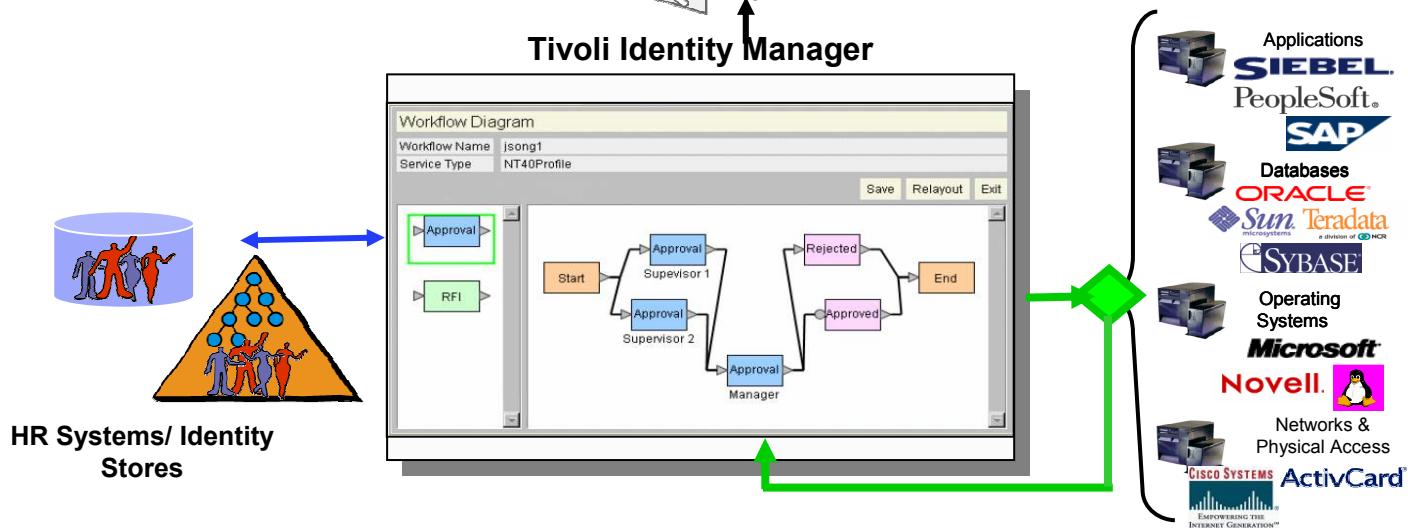 Tivoli Identity Manager
Workflow Diagram
Workflow Name jsong1
Service Type NT40Profile
Save Relayout Exit
Approval
RFI
Start
Approval
Supervisor 1
Approval
Supervisor 2
Approval
Manager
Rejected
Approved
End
HR Systems/ Identity
Stores
Applications
SIEBEL.
PeopleSoft.
SAP
Databases
ORACLE
Sun
microsystems
Teradata
a division of NCR
SYBASE
Operating
Systems
Microsoft
Novell.
Networks &
Physical Access
CISCO SYSTEMS
EMPOWERING THE
INTERNET GENERATION℠
ActivCard